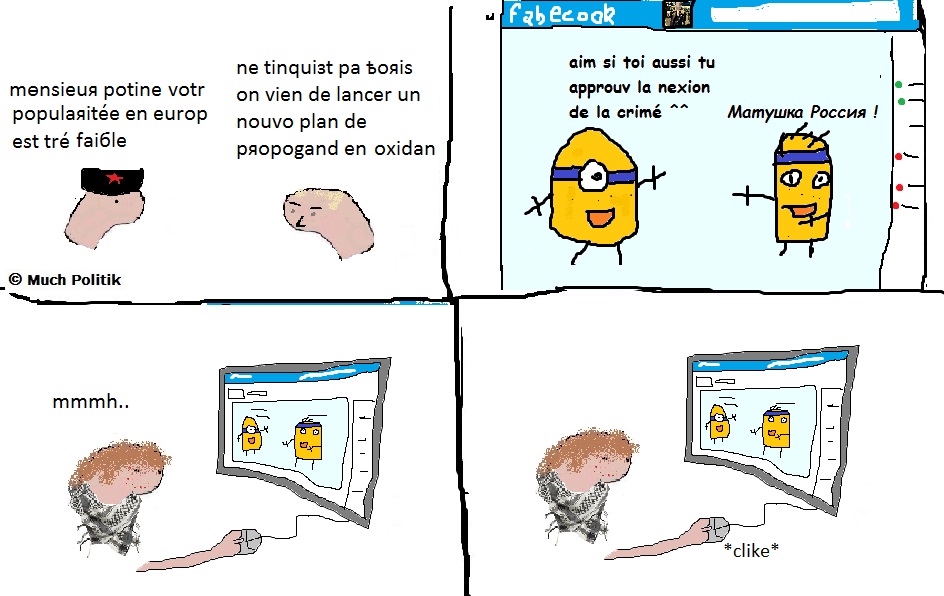 mөnsieuя potine votr
populaяitée en europ
est tré faiбle
ne tinquiзt pa ъoяis
on vien de lancer un
nouvo plan de
pяopogand en oxidan
© Much Politik
fabecook
aim si toi aussi tu
approuv la nexion
de la crimé ^^
Матушка Россия !
mmmh..
*clike*